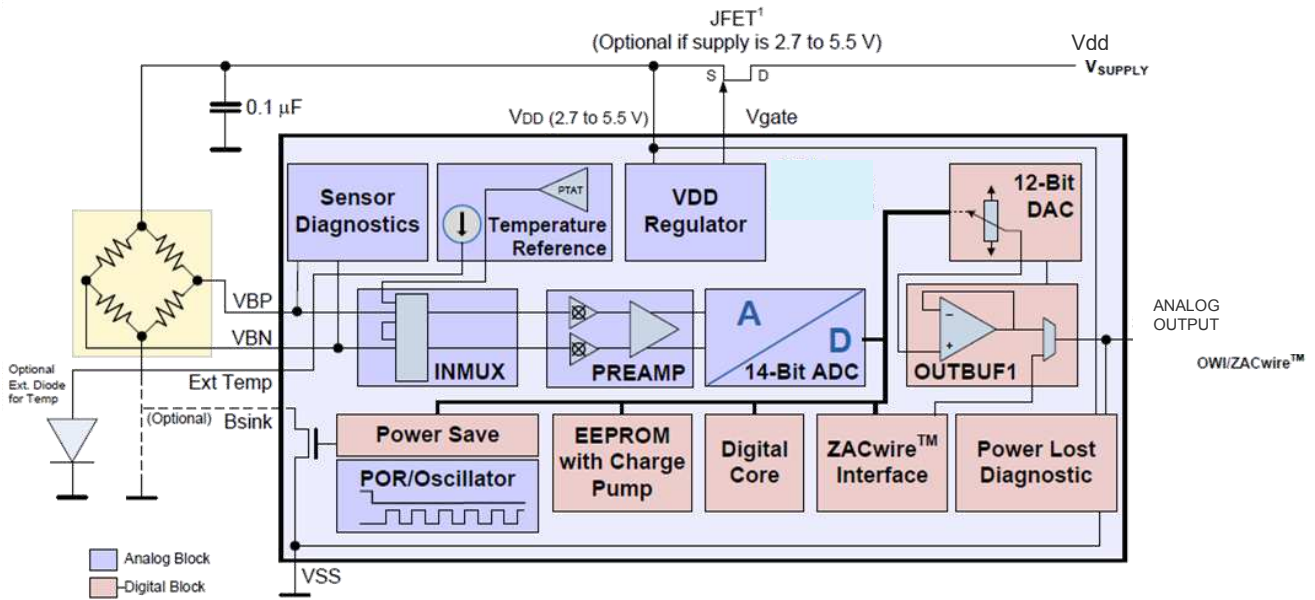 JFET1
(Optional if supply is 2.7 to 5.5 V)
Vdd
VSUPPLY
S
D
0.1 µF
VDD (2.7 to 5.5 V)
Vgate
Sensor
Diagnostics
PTAT
Temperature
Reference
VDD
Regulator
12-Bit
DAC
VBP
VBN
INMUX
PREAMP
A
D
14-Bit ADC
OUTBUF1
ANALOG
OUTPUT
OWI/ZACwire™
Optional
Ext. Diode
for Temp
Ext Temp
(Optional)
Bsink
Power Save
POR/Oscillator
EEPROM
with Charge
Pump
Digital
Core
ZACwire™
Interface
Power Lost
Diagnostic
Analog Block
Digital Block
VSS